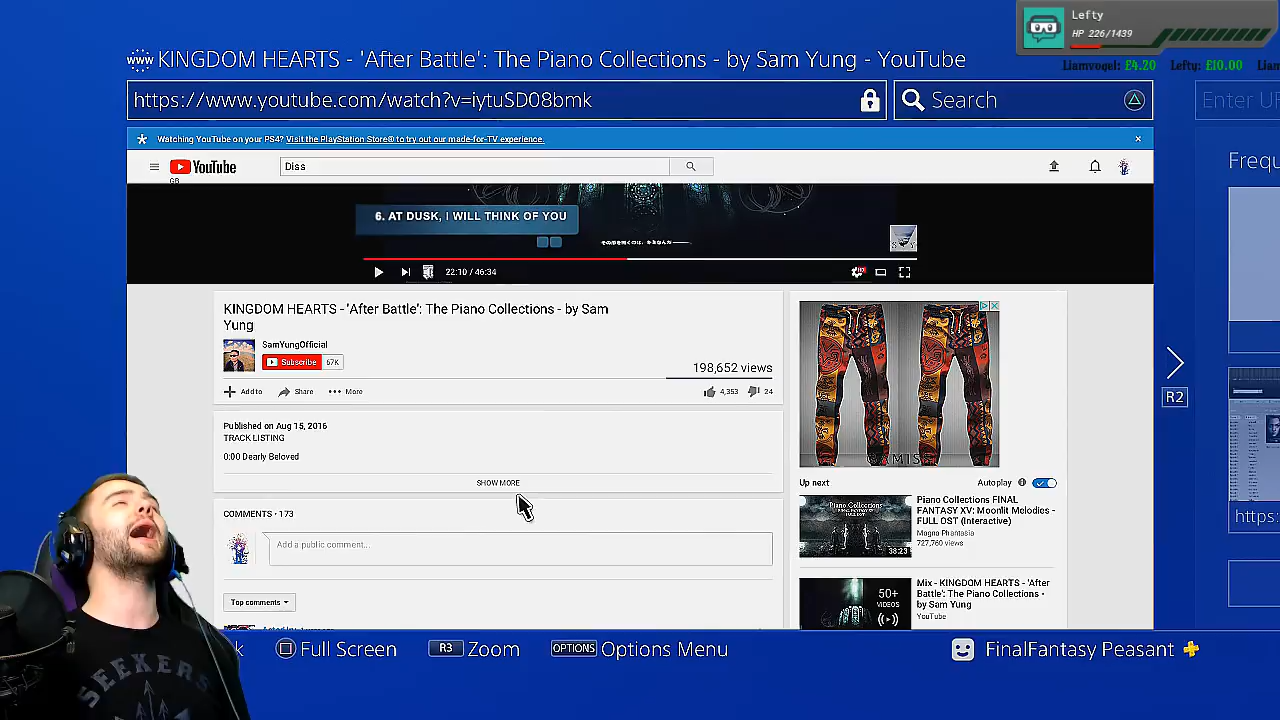 Lefty
HP 226/1439
Liamvogel: £4.20 Lefty: £10.00 Liam
KINGDOM HEARTS - 'After Battle': The Piano Collections - by Sam Yung - YouTube
https://www.youtube.com/watch?v=iytuSD08bmk
Search
Enter UR
Watching YouTube on your PS4? Visit the PlayStation Store® to try out our made-for-TV experience.
×
YouTube
GB
Diss
Frequ
6. AT DUSK, I WILL THINK OF YOU
22:10 / 46:34
KINGDOM HEARTS - 'After Battle': The Piano Collections - by Sam
Yung
SamYungOfficial
Subscribe 67K
198,652 views
Add to Share More
4,353 24
R2
Published on Aug 15, 2016
TRACK LISTING
0:00 Dearly Beloved
SHOW MORE
Up next
Autoplay
COMMENTS • 173
Add a public comment...
Top comments
Piano Collections FINAL
FANTASY XV: Moonlit Melodies -
FULL OST (Interactive)
Magna Phantasia
727,760 views
38:23
https:
Mix - KINGDOM HEARTS - 'After
Battle': The Piano Collections •
by Sam Yung
YouTube
50+
VIDEOS
k
Full Screen
R3 Zoom
OPTIONS Options Menu
FinalFantasy Peasant
SEEKERS